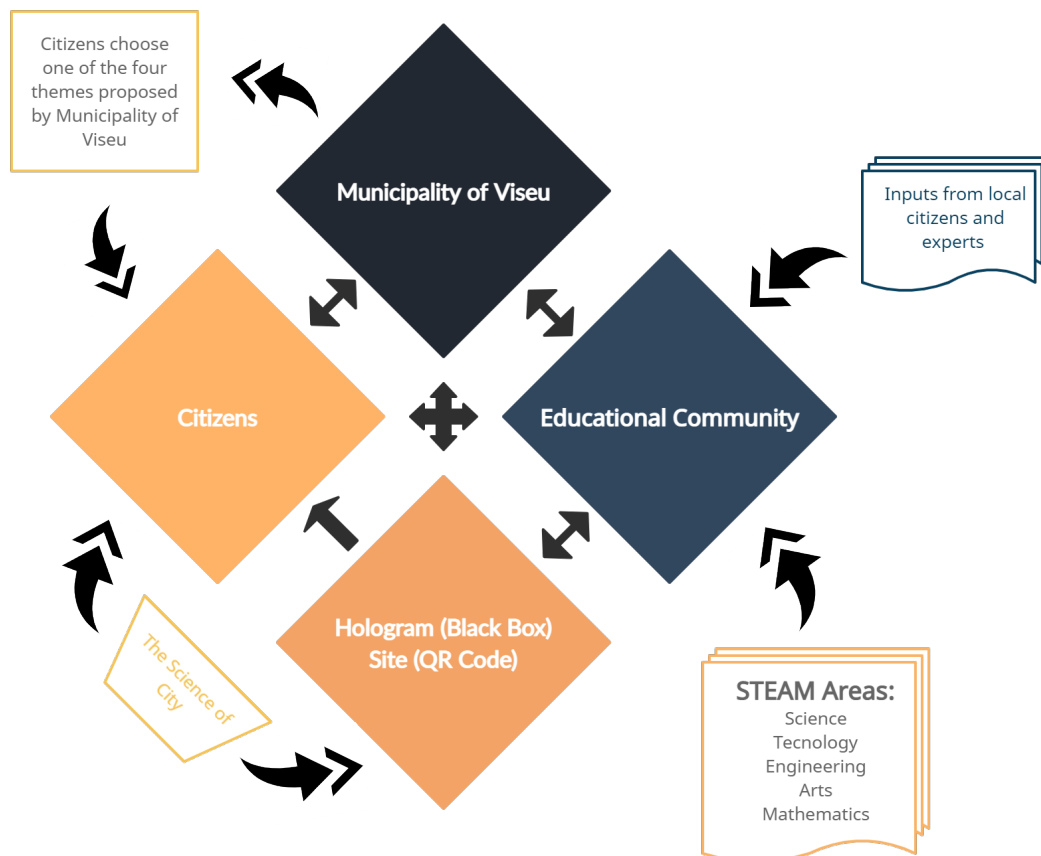 Citizens choose
one of the four
themes proposed
by Municipality of
Viseu
Municipality of Viseu
Inputs from local
citizens and
experts
Citizens
Educational Community
Hologram (Black Box)
Site (QR Code)
The Science of
City
STEAM Areas:
Science
Tecnology
Engineering
Arts
Mathematics